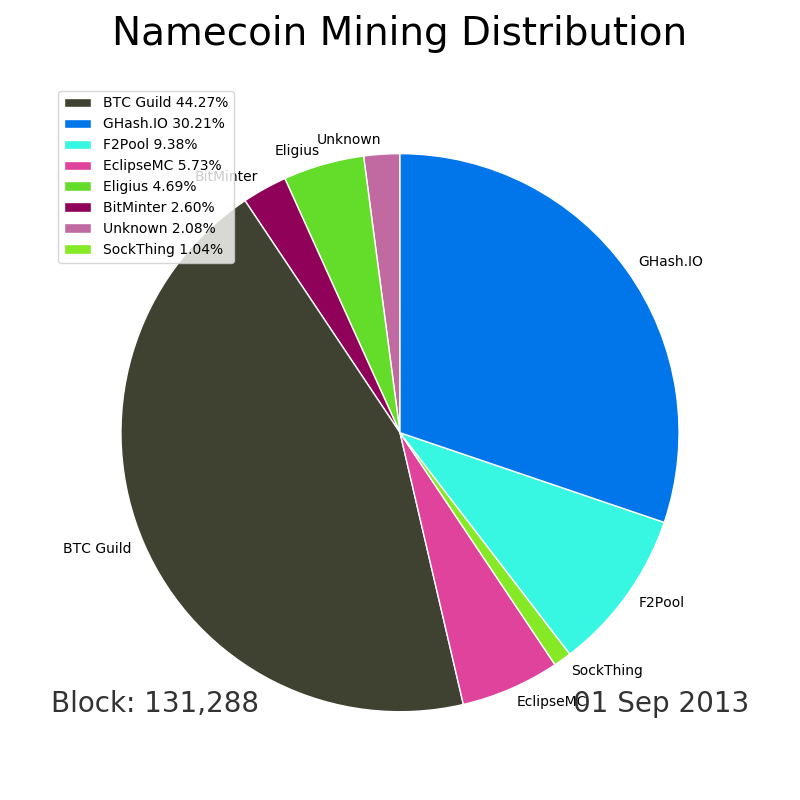 Namecoin Mining Distribution
BTC Guild 44.27%
GHash.IO 30.21%
F2Pool 9.38%
EclipseMC 5.73%
Eligius 4.69%
BitMinter 2.60%
Unknown 2.08%
SockThing 1.04%
Unknown
Eligius
BitMinter
GHash.IO
BTC Guild
F2Pool
SockThing
EclipseMC
Block: 131,288
01 Sep 2013